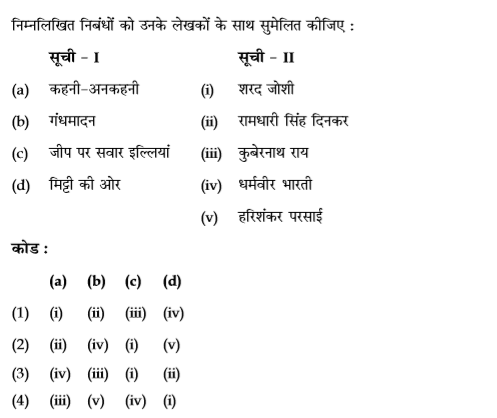 निम्नलिखित निबंधों को उनके लेखकों के साथ सुमेलित कीजिए :
सूची - I सूची - II
(a) कहनी-अनकहनी (i) शरद जोशी
(b) गंधमादन (ii) रामधारी सिंह दिनकर
(c) जीप पर सवार इल्लियां (iii) कुबेरनाथ राय
(d) मिट्टी की ओर (iv) धर्मवीर भारती
(v) हरिशंकर परसाई
कोड :
(a) (b) (c) (d)
(1) (i) (ii) (iii) (iv)
(2) (ii) (iv) (i) (v)
(3) (iv) (iii) (i) (ii)
(4) (iii) (v) (iv) (i)